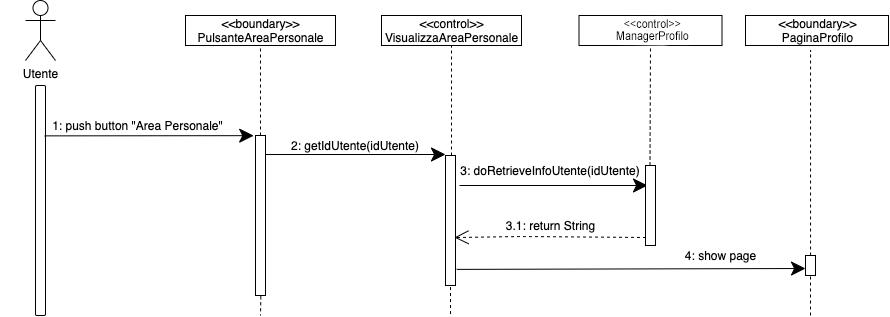 <<boundary>>
PulsanteAreaPersonale
<<control>>
VisualizzaAreaPersonale
<<control>>
ManagerProfilo
<<boundary>>
PaginaProfilo
Utente
1: push button "Area Personale"
2: getIdUtente(idUtente)
3: doRetrieveInfoUtente(idUtente)
3.1: return String
4: show page